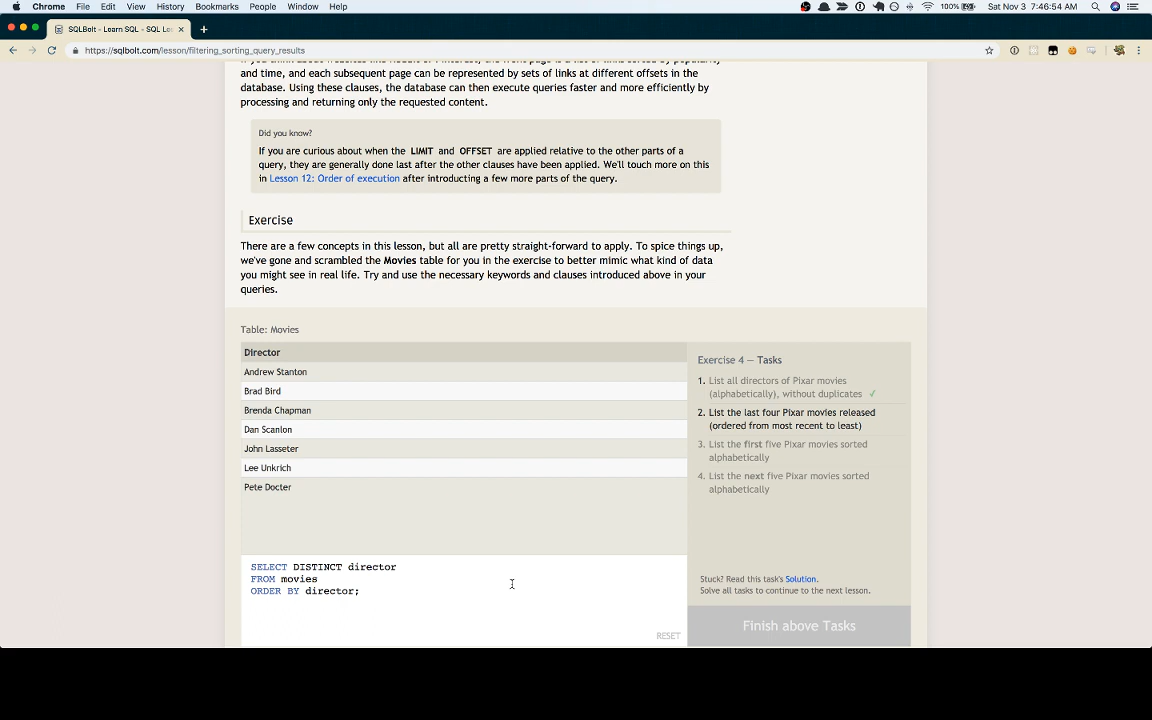 Chrome File Edit View History Bookmarks People Window Help 100% Sat Nov 3 7:46:54 AM
SQLBolt - Learn SQL - SQL Les
https://sqlbolt.com/lesson/filtering_sorting_query_results
and time, and each subsequent page can be represented by sets of links at different offsets in the
database. Using these clauses, the database can then execute queries faster and more efficiently by
processing and returning only the requested content.
Did you know?
If you are curious about when the LIMIT and OFFSET are applied relative to the other parts of a
query, they are generally done last after the other clauses have been applied. We'll touch more on this
in Lesson 12: Order of execution after introducing a few more parts of the query.
Exercise
There are a few concepts in this lesson, but all are pretty straight-forward to apply. To spice things up,
we've gone and scrambled the Movies table for you in the exercise to better mimic what kind of data
you might see in real life. Try and use the necessary keywords and clauses introduced above in your
queries.
Table: Movies
Director
Andrew Stanton
Brad Bird
Brenda Chapman
Dan Scanlon
John Lasseter
Lee Unkrich
Pete Docter
SELECT DISTINCT director
FROM movies
ORDER BY director;
RESET
Exercise 4 — Tasks
1. List all directors of Pixar movies
(alphabetically), without duplicates ✓
2. List the last four Pixar movies released
(ordered from most recent to least)
3. List the first five Pixar movies sorted
alphabetically
4. List the next five Pixar movies sorted
alphabetically
Stuck? Read this task's Solution.
Solve all tasks to continue to the next lesson.
Finish above Tasks